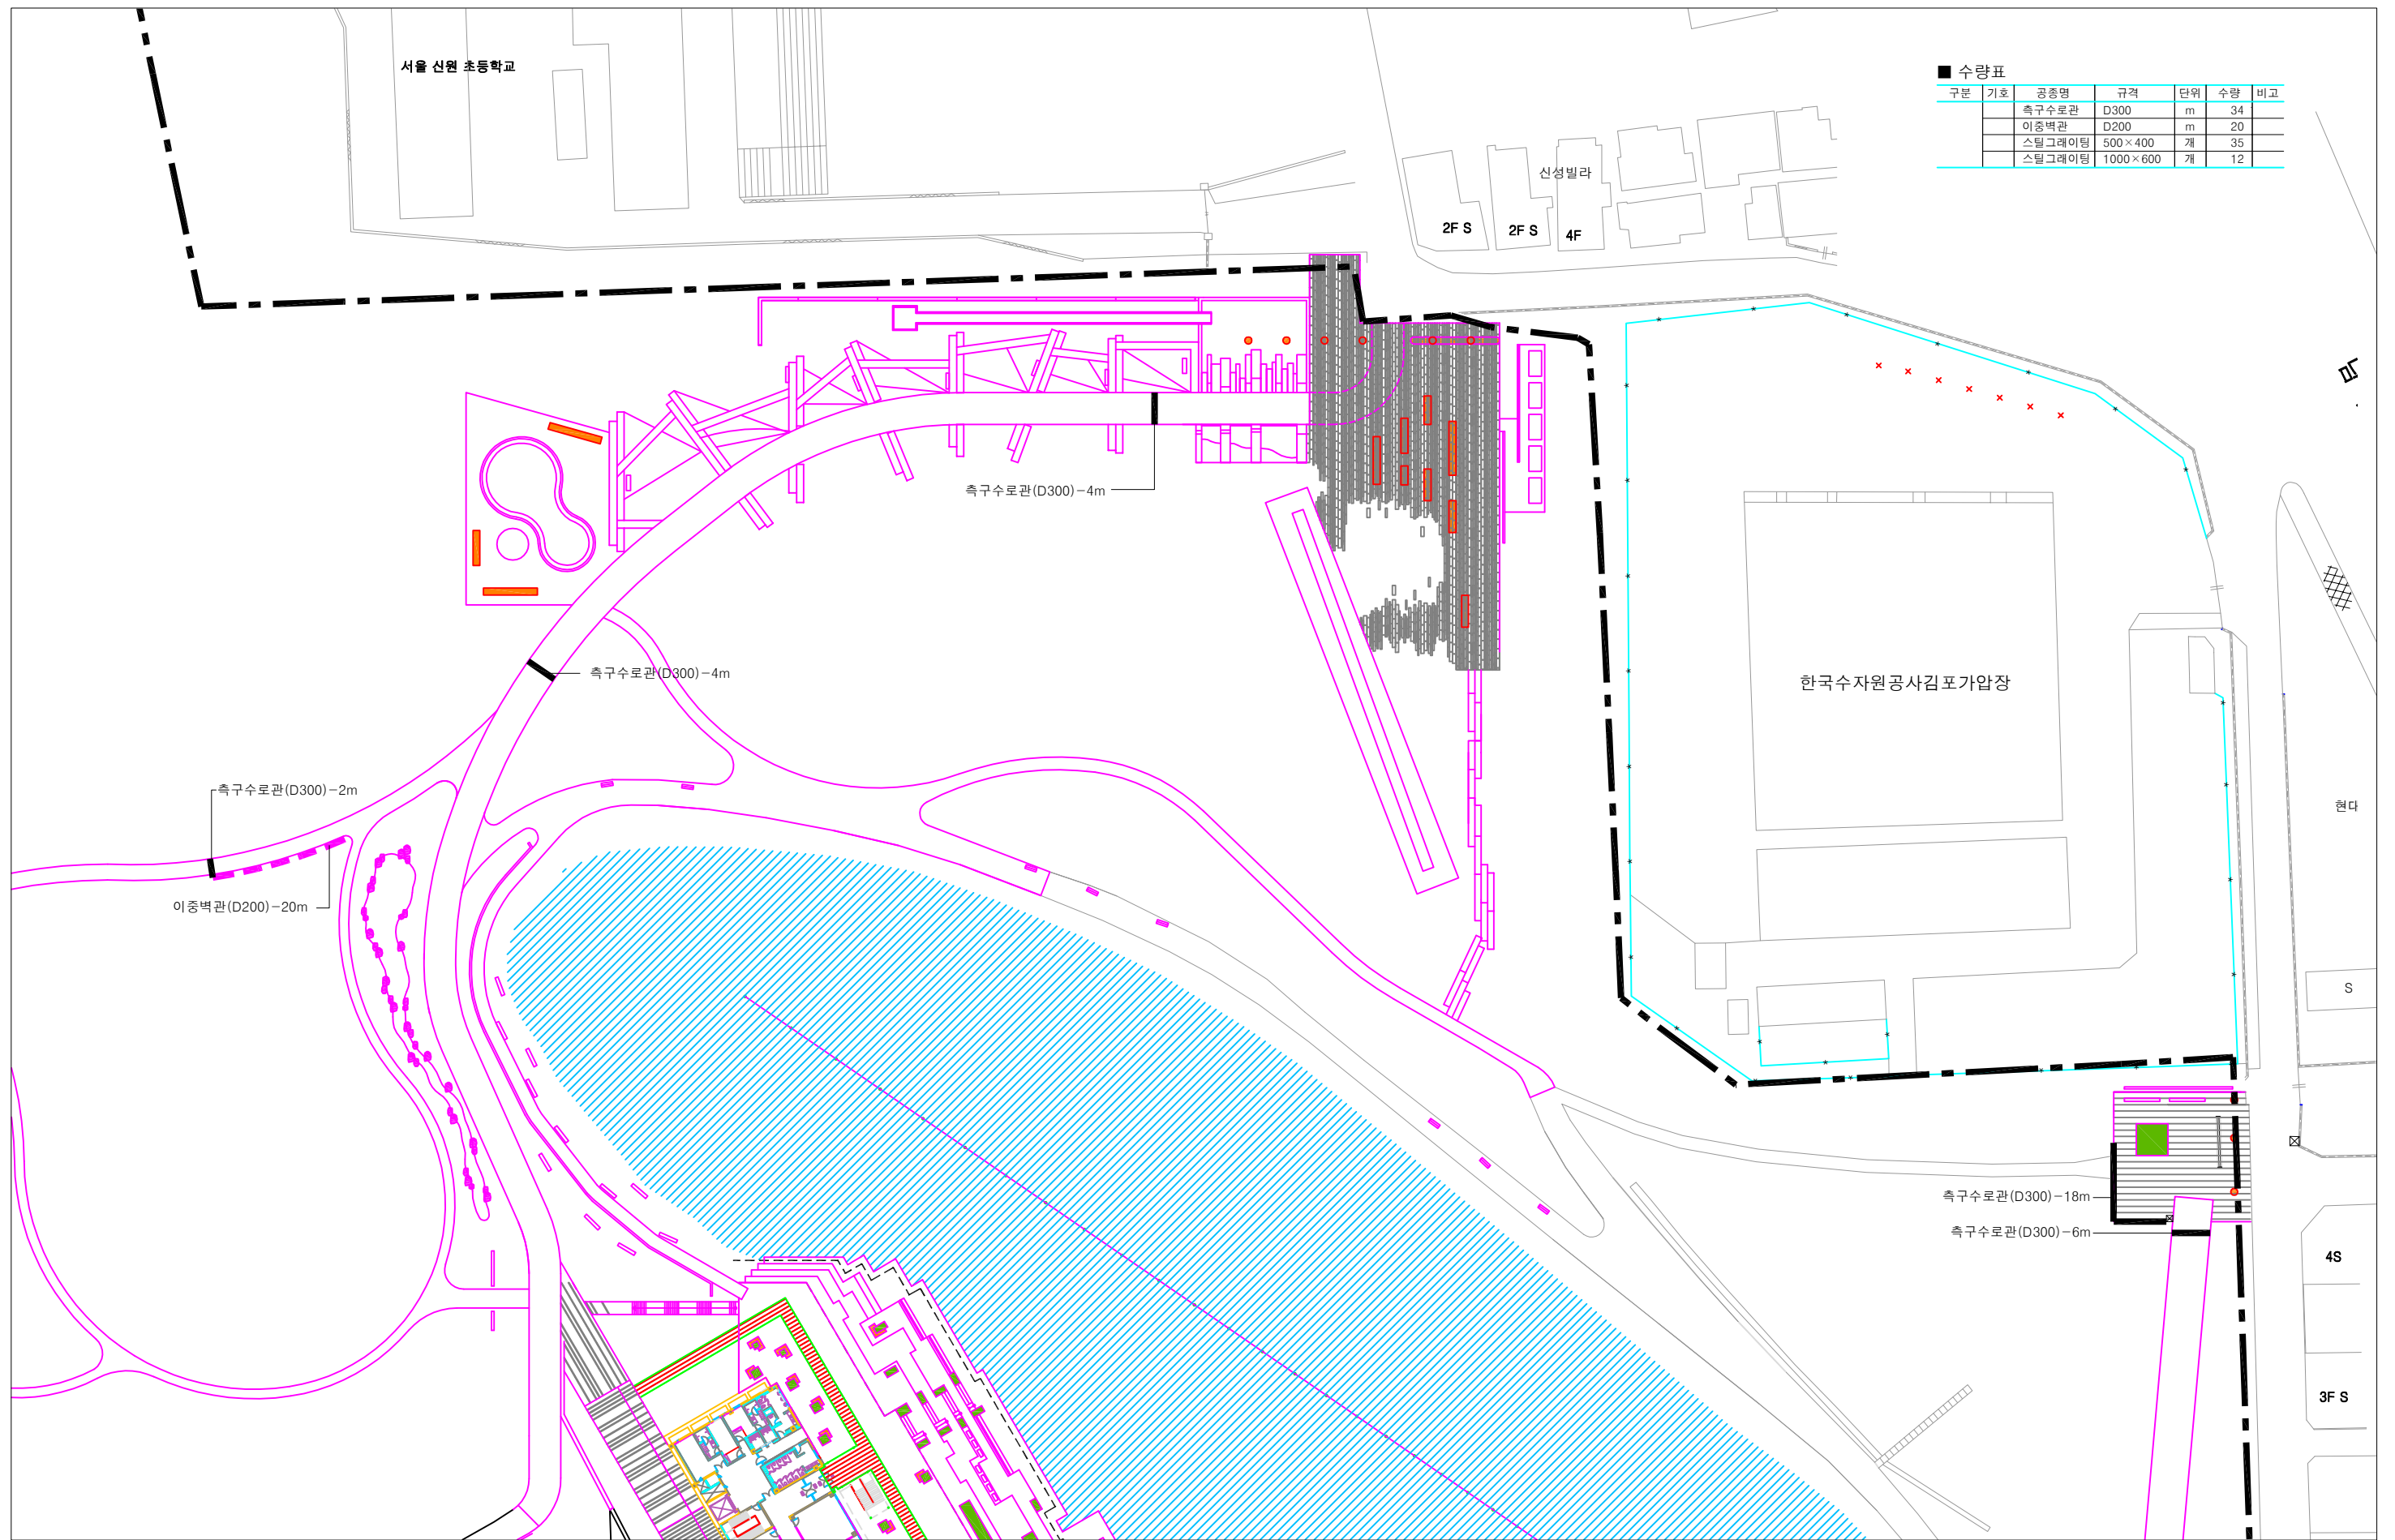 서울 신원 초등학교
■ 수량표
구분 기호 공종명 규격 단위 수량 비고
측구수로관 D300 m 34
이중벽관 D200 m 20
스틸그레이팅 500×400 개 35
스틸그레이팅 1000×600 개 12
신성빌라
2F S
2F S
4F
측구수로관(D300)-4m
측구수로관(D300)-4m
한국수자원공사김포가압장
측구수로관(D300)-2m
현대
이중벽관(D200)-20m
S
측구수로관(D300)-18m
측구수로관(D300)-6m
4S
3F S